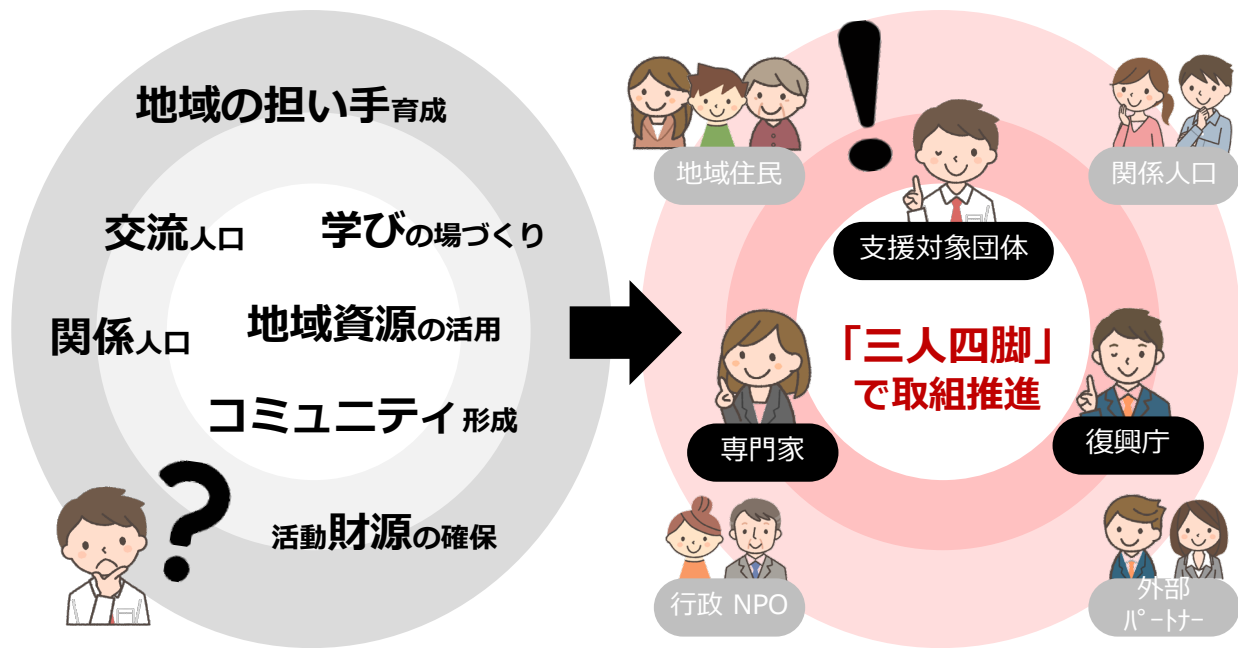 地域の担い手育成
交流人口
学びの場づくり
関係人口
地域資源の活用
コミュニティ形成
?
活動財源の確保
!
地域住民
関係人口
支援対象団体
「三人四脚」
で取組推進
専門家
復興庁
行政 NPO
外部
パートナー